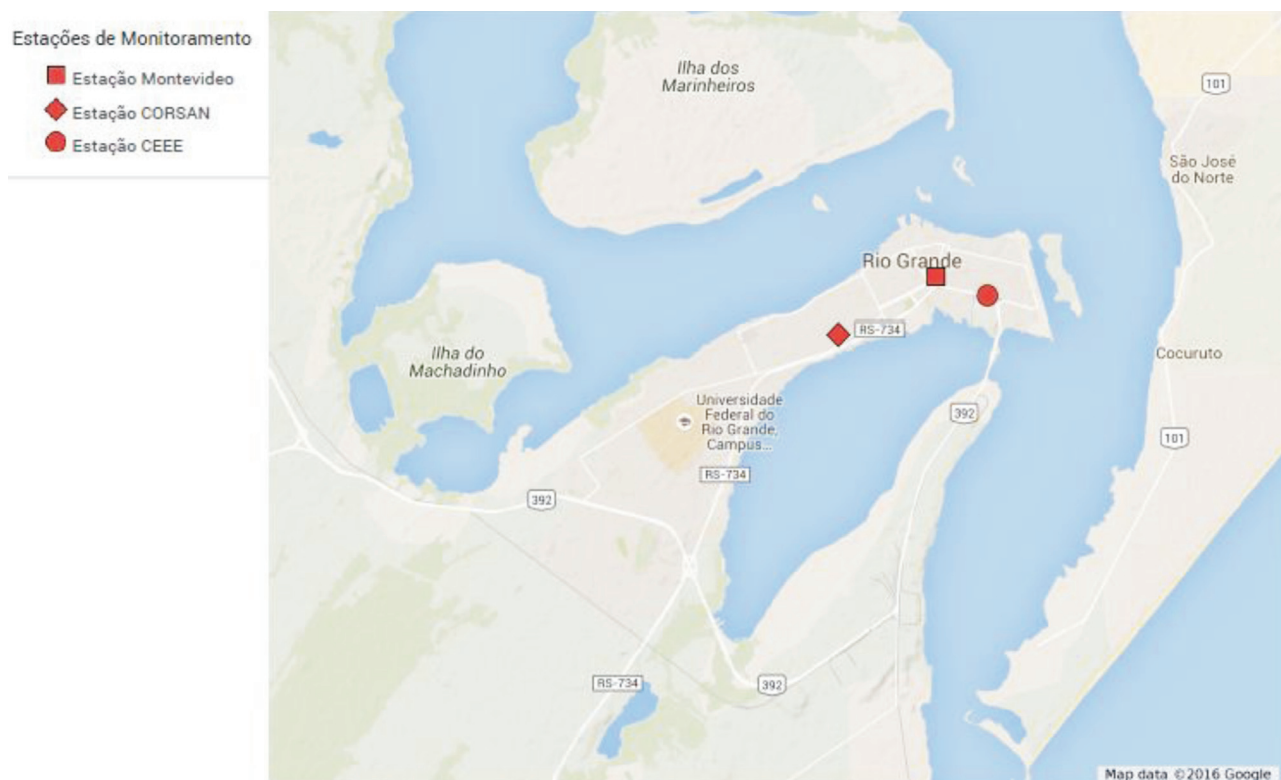 Estações de Monitoramento
Estação Montevideo
Estação CORSAN
Estação CEEE
Ilha dos
Marinheiros
101
São José
do Norte
Rio Grande
RS-734
Ilha do
Machadinho
Cocuruto
Universidade
Federal do
Rio Grande,
Campus...
392
101
RS-734
392
RS-734
392
Map data ©2016 Google